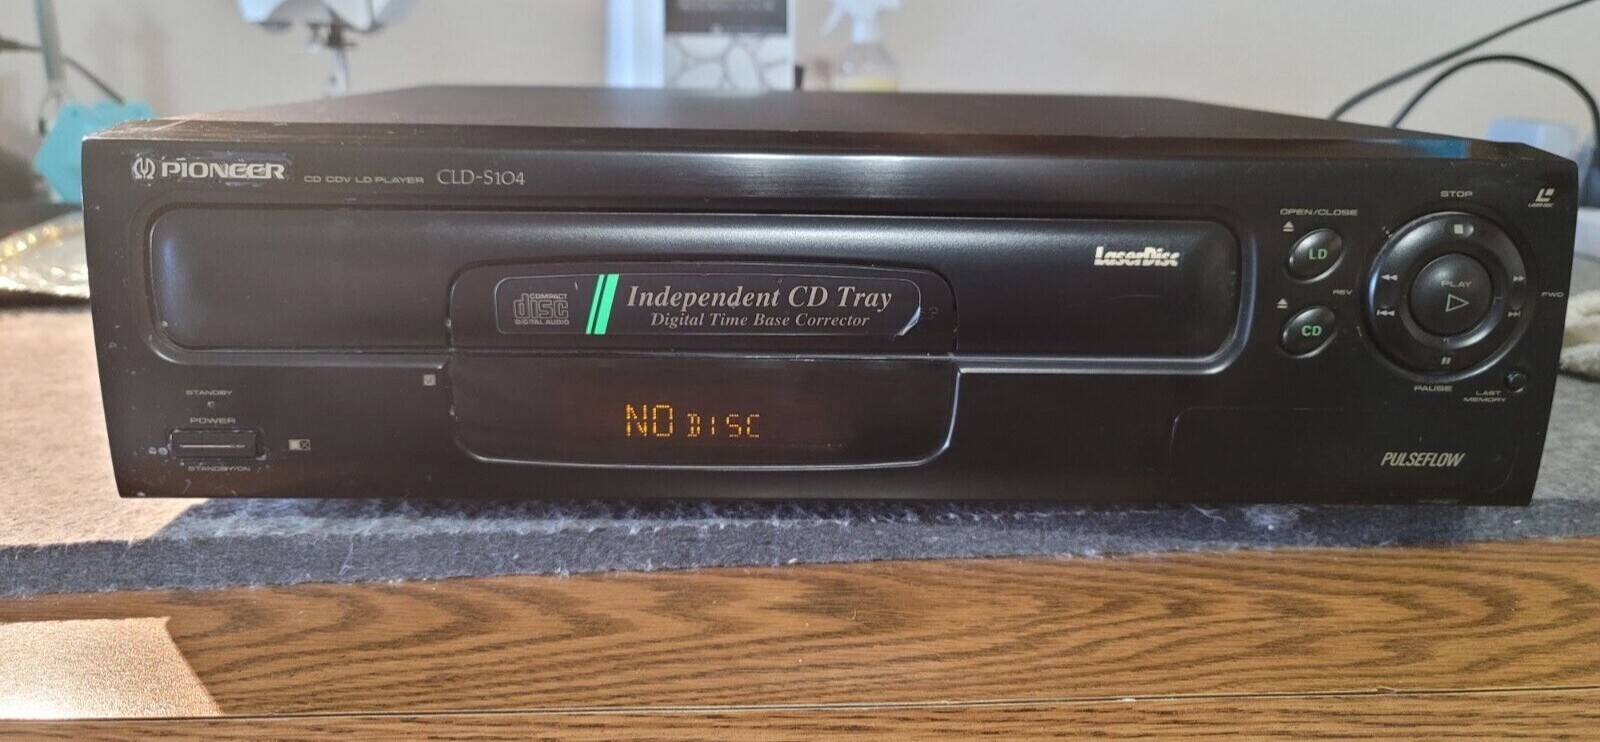 PIONEER
CD CDV LD PLAYER CLD-S104
LaserDisc
COMPACT
disc
DIGITAL AUDIO
Independent CD Tray
Digital Time Base Corrector
NO DISC
STANDBY
POWER
STANDBY/ON
OPEN/CLOSE
LD
CD
STOP
REV
PLAY
FWD
PAUSE
LAST
MEMORY
LASERDISC
PULSEFLOW